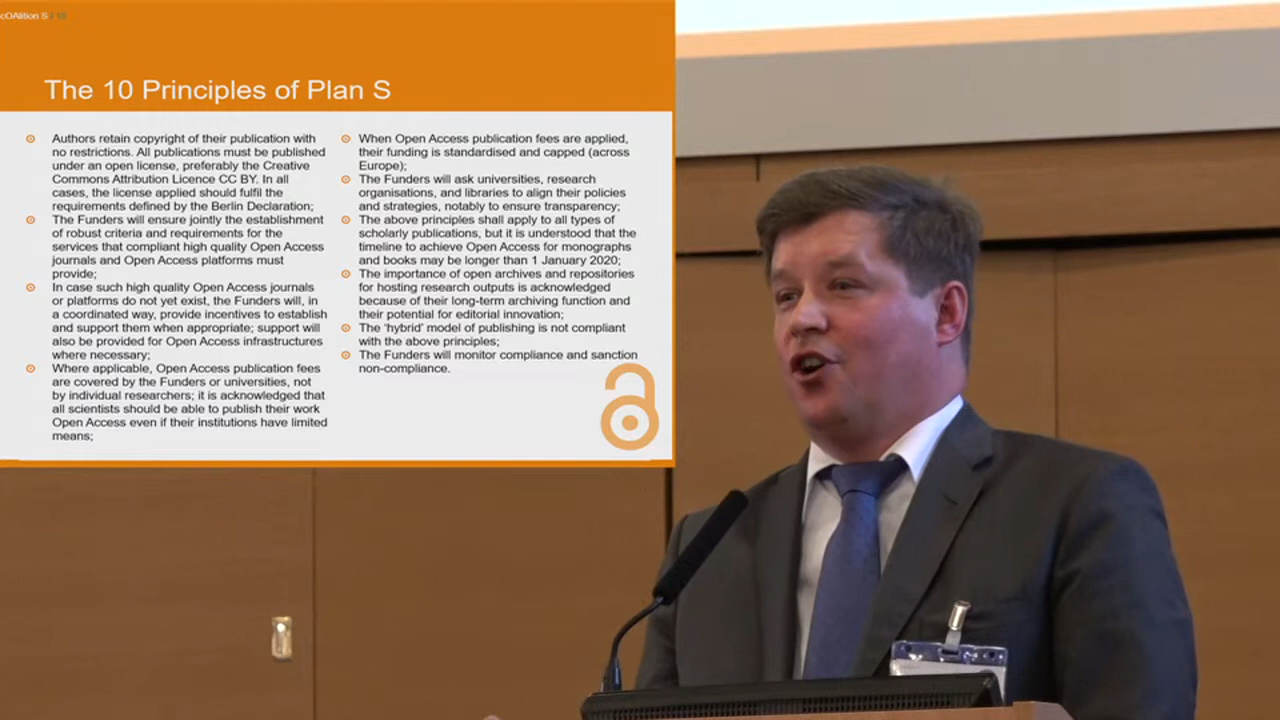 cOAlition S | 15
The 10 Principles of Plan S
Authors retain copyright of their publication with
no restrictions. All publications must be published
under an open license, preferably the Creative
Commons Attribution Licence CC BY. In all
cases, the license applied should fulfil the
requirements defined by the Berlin Declaration;
The Funders will ensure jointly the establishment
of robust criteria and requirements for the
services that compliant high quality Open Access
journals and Open Access platforms must
provide;
In case such high quality Open Access journals
or platforms do not yet exist, the Funders will, in
a coordinated way, provide incentives to establish
and support them when appropriate; support will
also be provided for Open Access infrastructures
where necessary;
Where applicable, Open Access publication fees
are covered by the Funders or universities, not
by individual researchers; it is acknowledged that
all scientists should be able to publish their work
Open Access even if their institutions have limited
means;
When Open Access publication fees are applied,
their funding is standardised and capped (across
Europe);
The Funders will ask universities, research
organisations, and libraries to align their policies
and strategies, notably to ensure transparency;
The above principles shall apply to all types of
scholarly publications, but it is understood that the
timeline to achieve Open Access for monographs
and books may be longer than 1 January 2020;
The importance of open archives and repositories
for hosting research outputs is acknowledged
because of their long-term archiving function and
their potential for editorial innovation;
The ‘hybrid’ model of publishing is not compliant
with the above principles;
The Funders will monitor compliance and sanction
non-compliance.